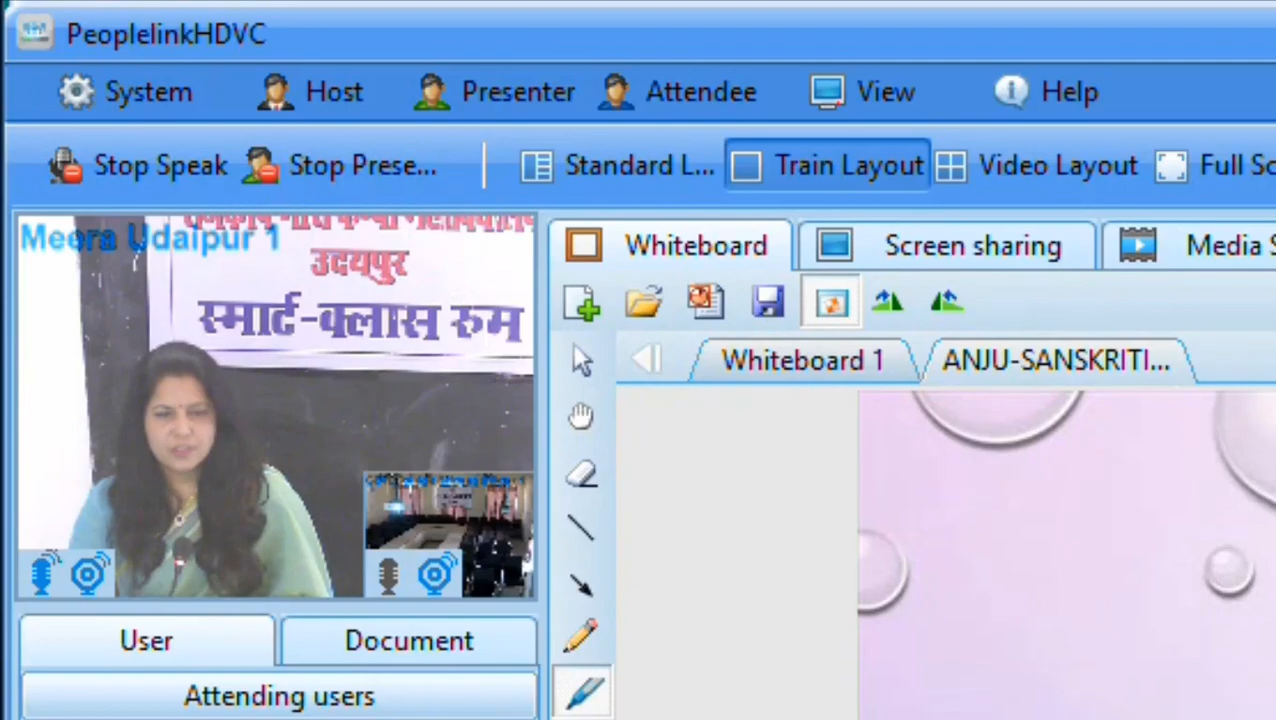 PeoplelinkHDVC
System Host Presenter Attendee View Help
Stop Speak Stop Prese... Standard L... Train Layout Video Layout Full Sc
Meera Udaipur 1
उदयपुर
स्मार्ट-क्लास रुम
Whiteboard Screen sharing Media S
Whiteboard 1 ANJU-SANSKRITI...
User Document
Attending users